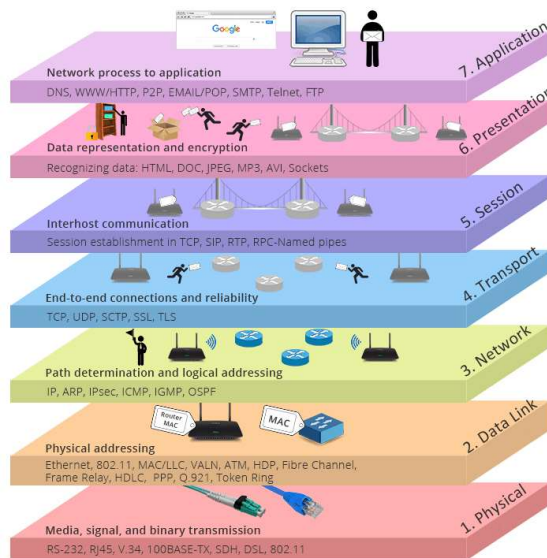 Google
7. Application
Network process to application
DNS, WWW/HTTP, P2P, EMAIL/POP, SMTP, Telnet, FTP
6. Presentation
Data representation and encryption
Recognizing data: HTML, DOC, JPEG, MP3, AVI, Sockets
5. Session
Interhost communication
Session establishment in TCP, SIP, RTP, RPC-Named pipes
4. Transport
End-to-end connections and reliability
TCP, UDP, SCTP, SSL, TLS
3. Network
Path determination and logical addressing
IP, ARP, IPsec, ICMP, IGMP, OSPF
Router
MAC
MAC
2. Data Link
Physical addressing
Ethernet, 802.11, MAC/LLC, VALN, ATM, HDP, Fibre Channel,
Frame Relay, HDLC, PPP, Q.921, Token Ring
1. Physical
Media, signal, and binary transmission
RS-232, RJ45, V.34, 100BASE-TX, SDH, DSL, 802.11